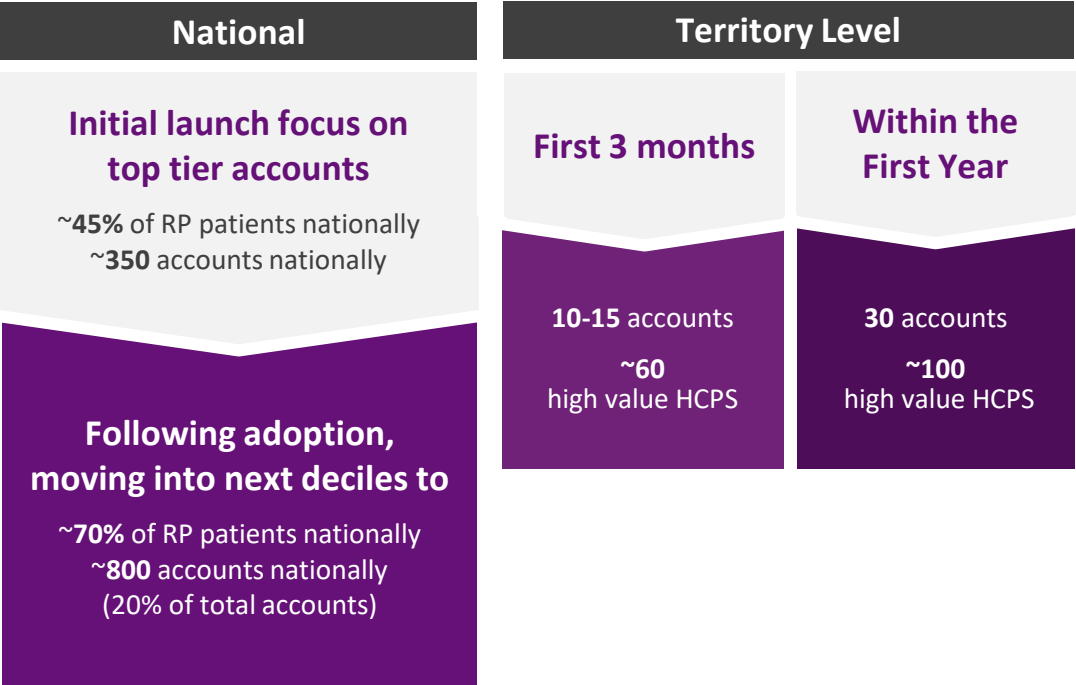 National
Initial launch focus on
top tier accounts
~45% of RP patients nationally
~350 accounts nationally
Following adoption,
moving into next deciles to
~70% of RP patients nationally
~800 accounts nationally
(20% of total accounts)
Territory Level
First 3 months
10-15 accounts
~60
high value HCPS
Within the
First Year
30 accounts
~100
high value HCPS